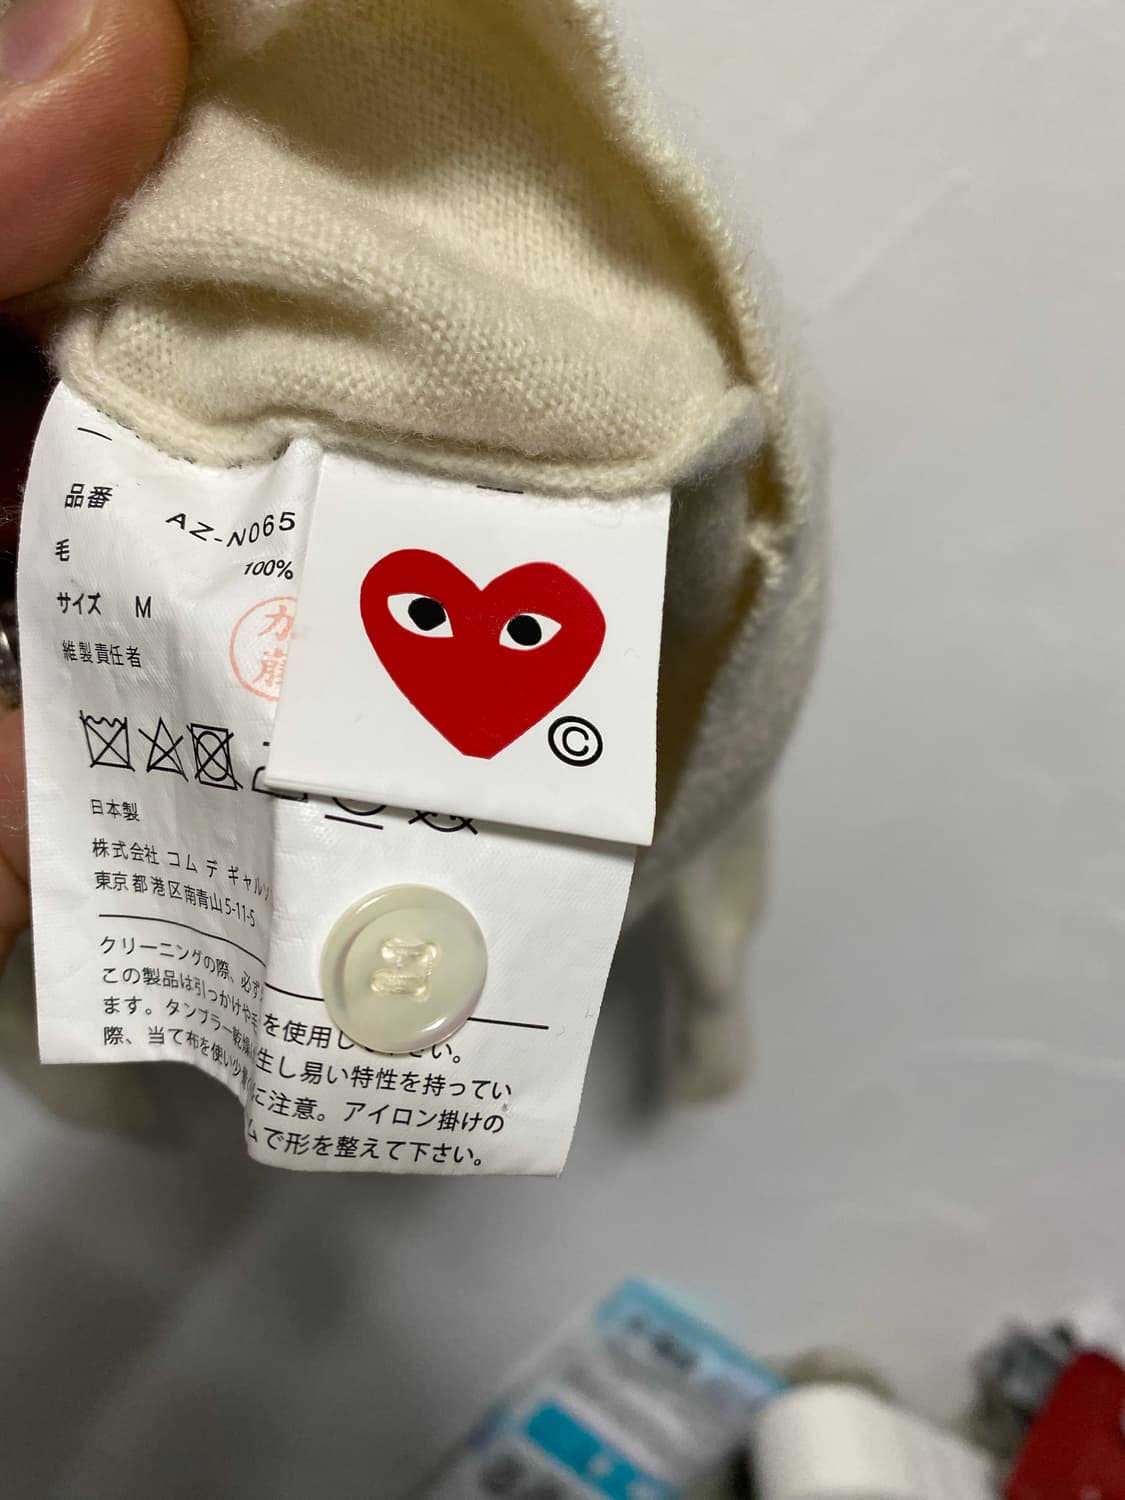 品番 AZ-N065
毛 100%
サイズ M
維製責任者
©
日本製
株式会社 コム デ ギャルソ
東京都港区南青山5-11-5
クリーニングの際、必ず を使用し さい。
この製品は引っかけや毛 生し易い特性を持ってい
ます。タンブラー乾燥 に注意。アイロン掛けの
際、当て布を使い少 ムで形を整えて下さい。